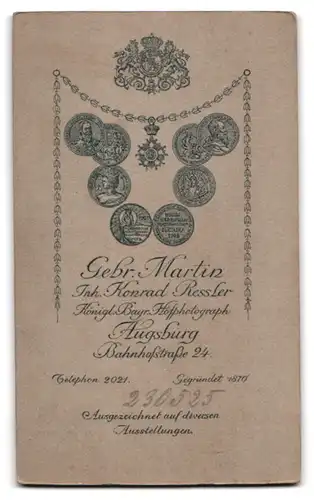 Gebr. Martin
Inh. Konrad Ressler
Königl. Bayr. Hofphotograph
Augsburg
Bahnhofstraße 24.
Telephon 2021. Gegründet 1876
236525
Ausgezeichnet auf diversen
Ausstellungen.